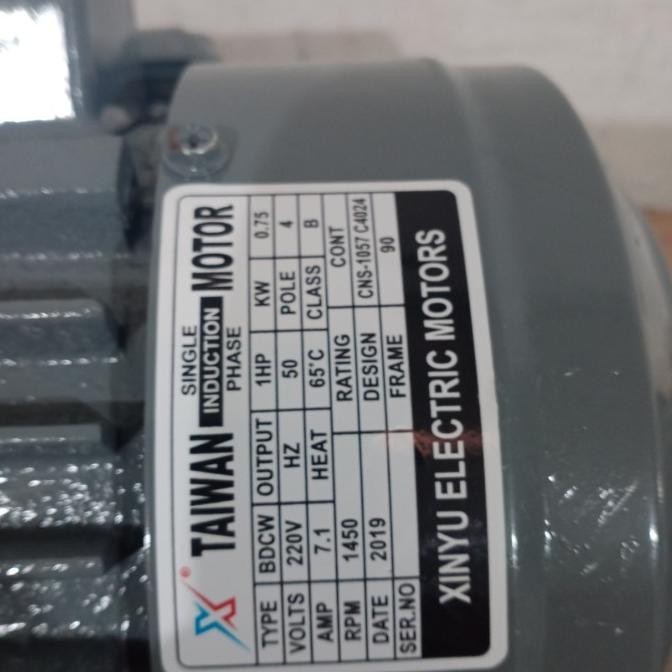 TAIWAN SINGLE INDUCTION PHASE MOTOR
TYPE BDCW OUTPUT 1HP KW 0.75
VOLTS 220V HZ 50 POLE 4
AMP 7.1 HEAT 65°C CLASS B
RPM 1450 RATING CONT
DATE 2019 DESIGN CNS-1057 C4024
SER.NO FRAME 90
XINYU ELECTRIC MOTORS